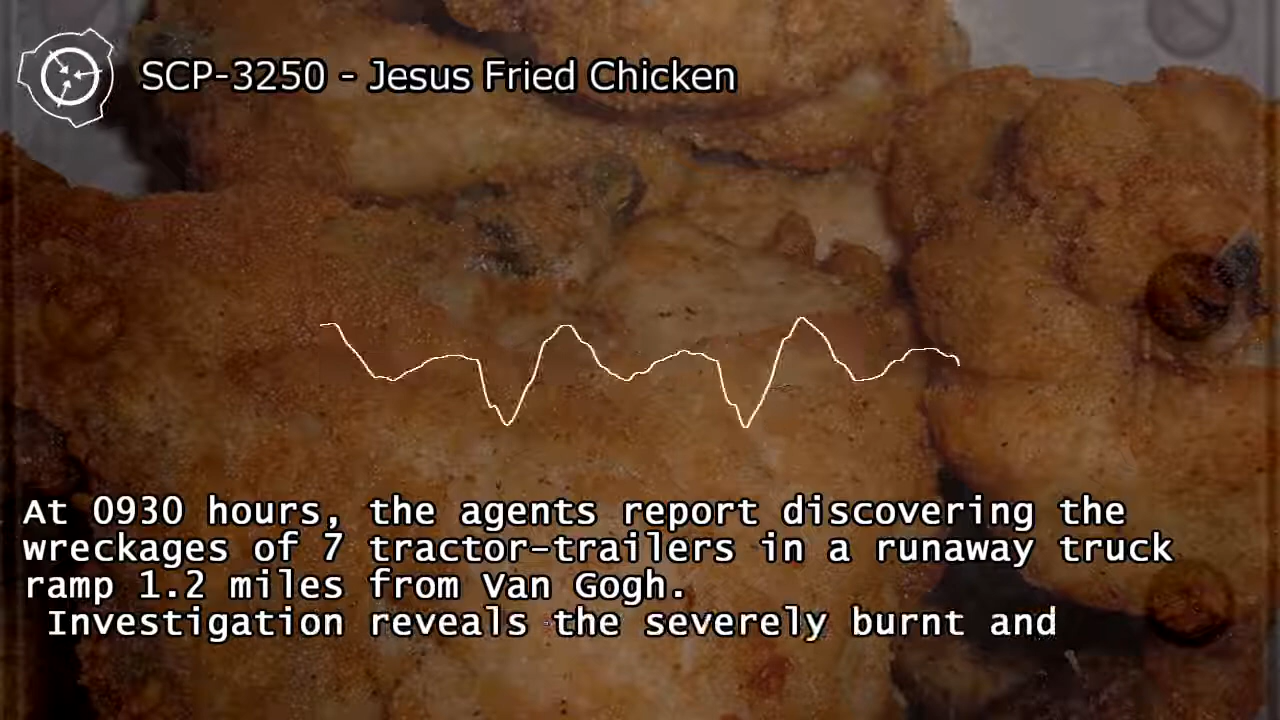 SCP-3250 - Jesus Fried Chicken
At 0930 hours, the agents report discovering the
wreckages of 7 tractor-trailers in a runaway truck
ramp 1.2 miles from Van Gogh.
Investigation reveals the severely burnt and